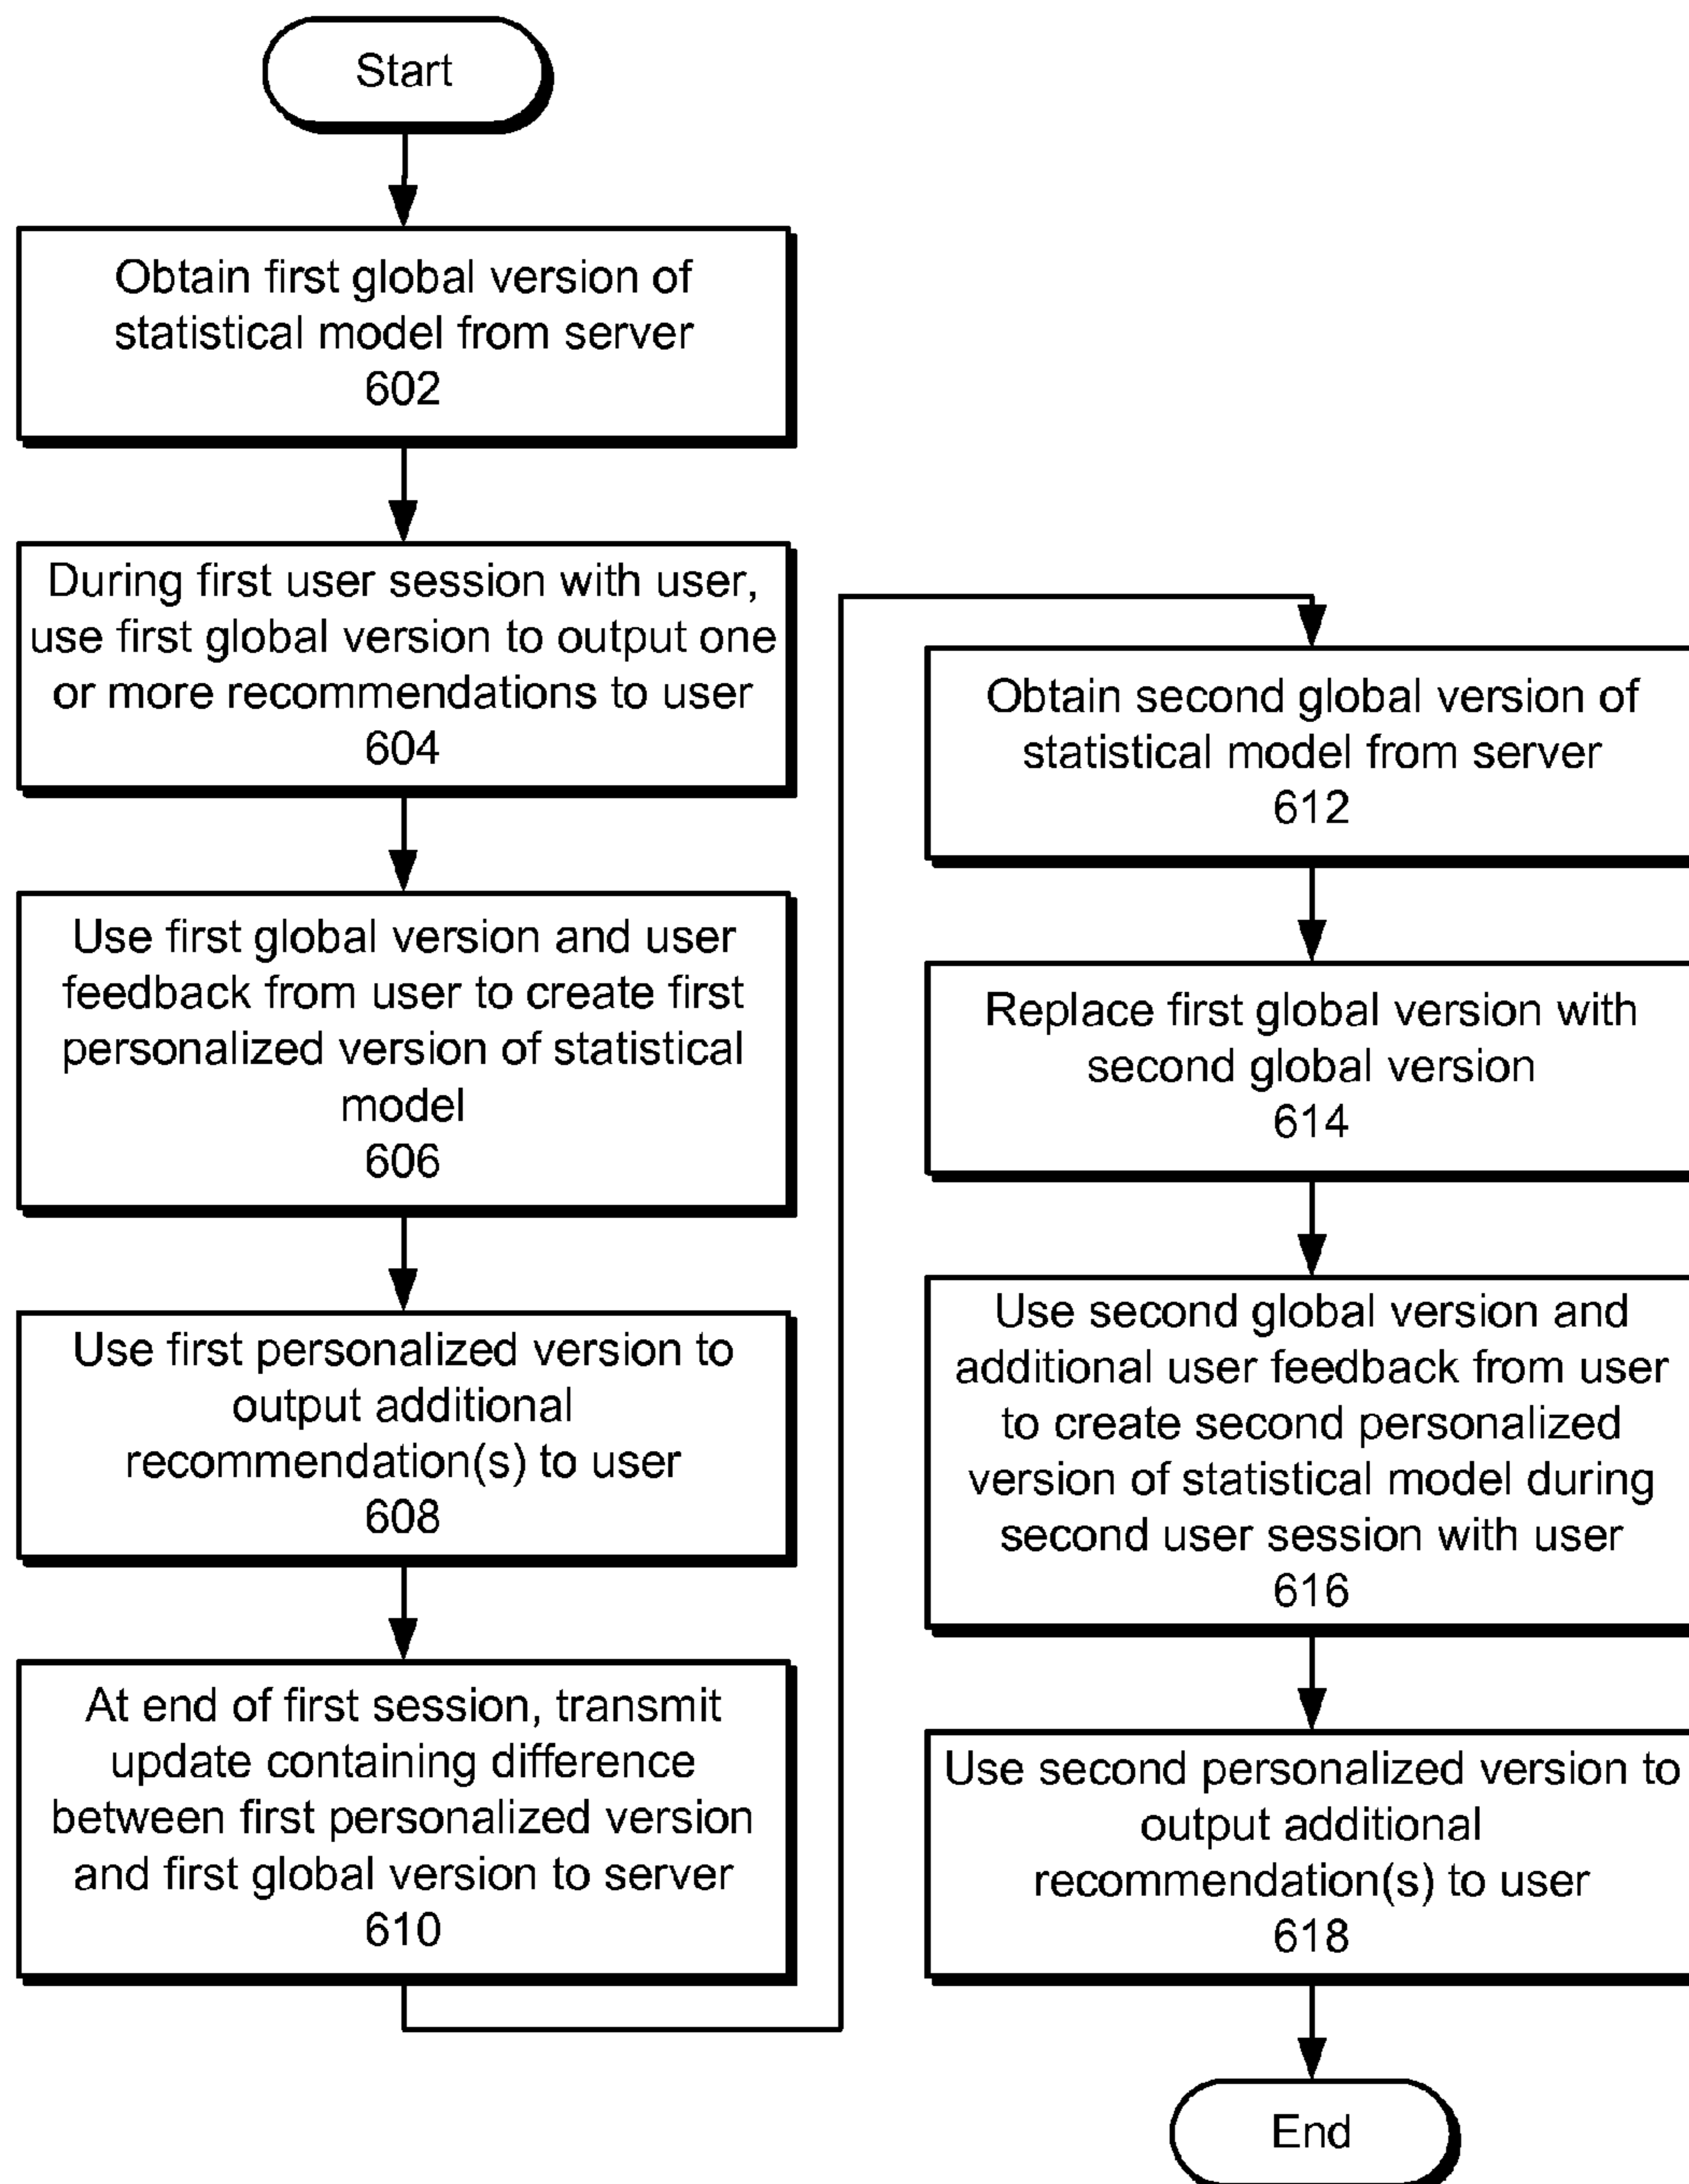 Start
Obtain first global version of
statistical model from server
602
During first user session with user,
use first global version to output one
or more recommendations to user
604
Use first global version and user
feedback from user to create first
personalized version of statistical
model
606
Use first personalized version to
output additional
recommendation(s) to user
608
At end of first session, transmit
update containing difference
between first personalized version
and first global version to server
610
Obtain second global version of
statistical model from server
612
Replace first global version with
second global version
614
Use second global version and
additional user feedback from user
to create second personalized
version of statistical model during
second user session with user
616
Use second personalized version to
output additional
recommendation(s) to user
618
End